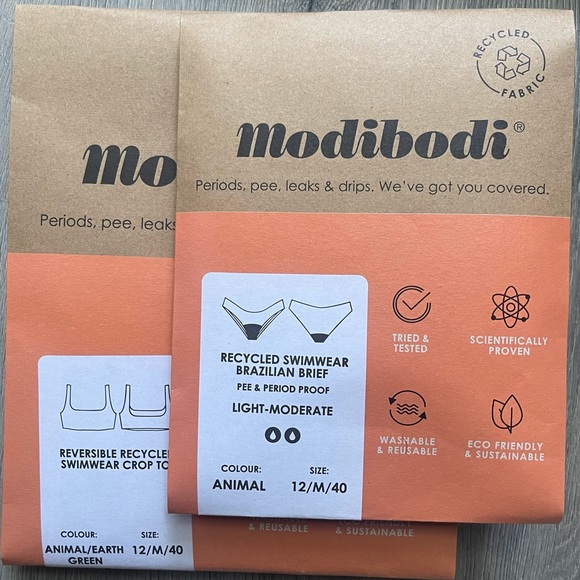 RECYCLED
FABRIC
modibodi®
Periods, pee, leaks & drips. We've got you covered.
RECYCLED SWIMWEAR
BRAZILIAN BRIEF
PEE & PERIOD PROOF
LIGHT-MODERATE
COLOUR: SIZE:
ANIMAL 12/M/40
TRIED &
TESTED
SCIENTIFICALLY
PROVEN
WASHABLE
& REUSABLE
ECO FRIENDLY
& SUSTAINABLE
mo
Periods, pee, leaks
REVERSIBLE RECYCLE
SWIMWEAR CROP TO
COLOUR: SIZE:
ANIMAL/EARTH 12/M/40
GREEN
& REUSABLE
& SUSTAINABLE